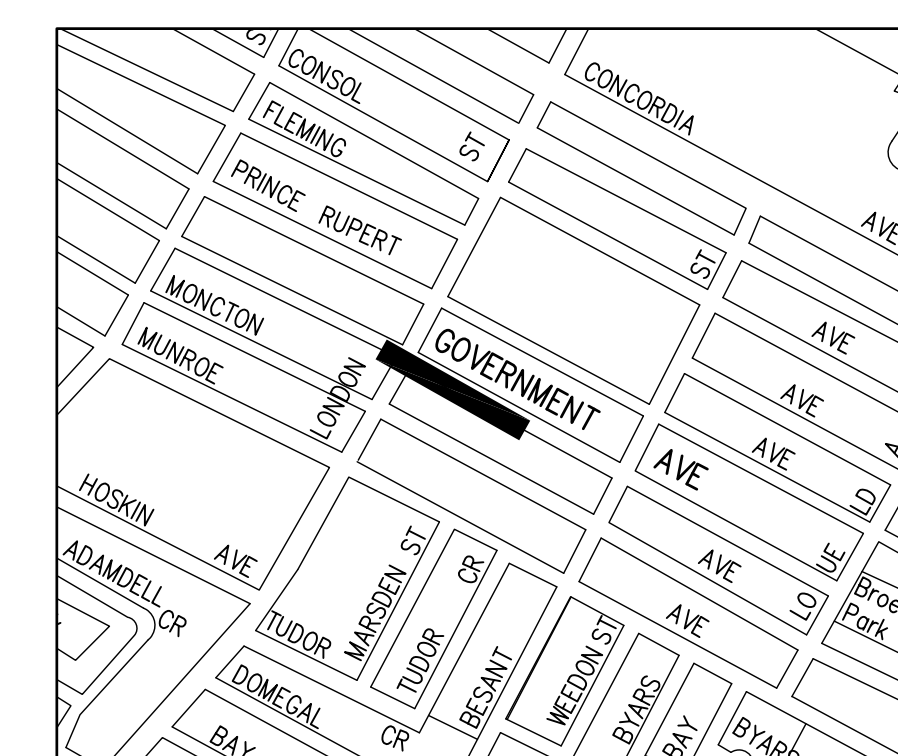 S
CONSOL
CONCORDIA
FLEMING
ST
PRINCE RUPERT
AVE
ST
MONCTON
AVE
GOVERNMENT
MUNROE
LONDON
AVE
AVE
AVE
LD
HOSKIN
AVE
MARSDEN ST
UE
AVE
ADAMDELL
CR
CR
LO
Broe
Park
TUDOR
AVE
TUDOR
WEEDON ST
DOMEGAL
BESANT
BYARS
CR
BAY
BAY
BYARS